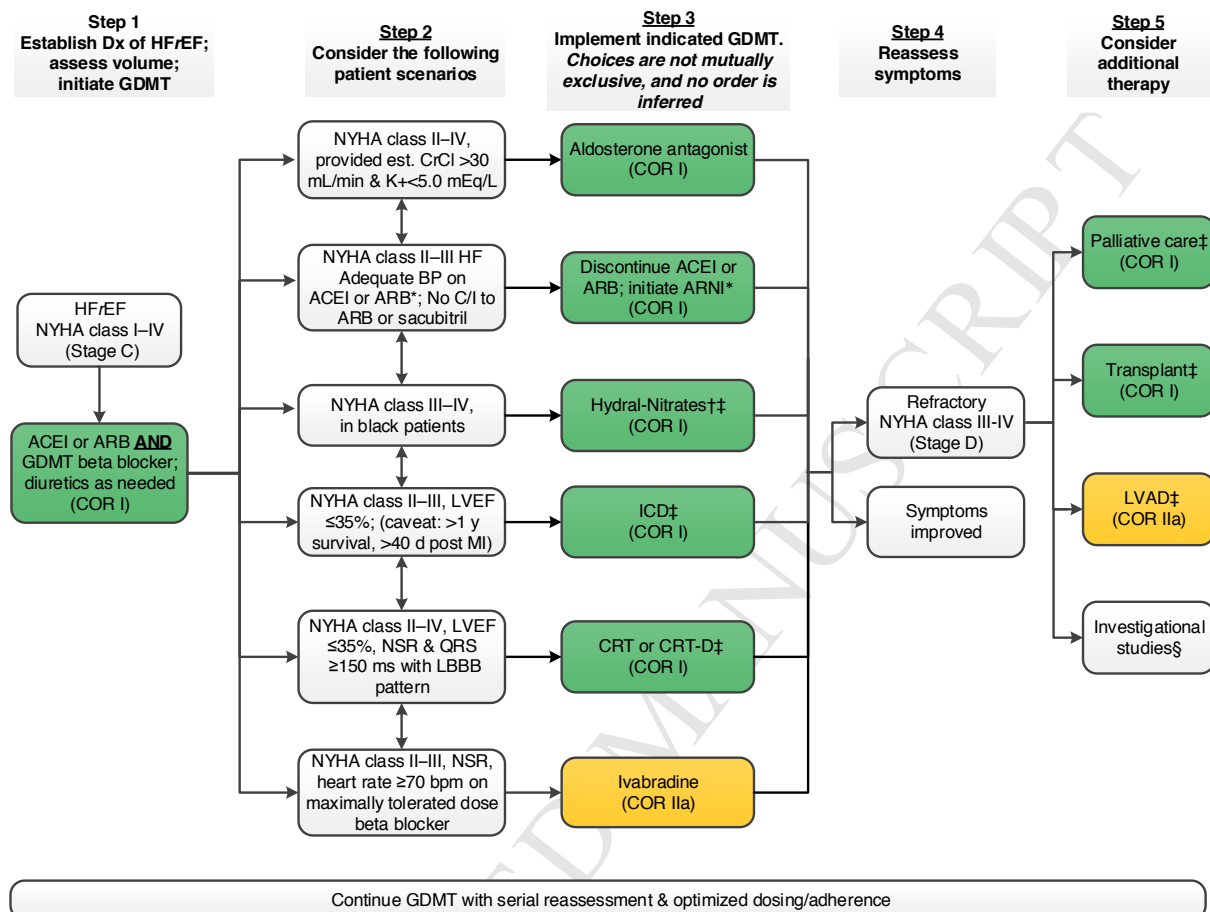 Step 1
Establish Dx of HFrEF;
assess volume;
initiate GDMT
Step 2
Consider the following
patient scenarios
Step 3
Implement indicated GDMT.
Choices are not mutually
exclusive, and no order is
inferred
Step 4
Reassess
symptoms
Step 5
Consider
additional
therapy
HFrEF
NYHA class I–IV
(Stage C)
ACEI or ARB AND
GDMT beta blocker;
diuretics as needed
(COR I)
NYHA class II–IV,
provided est. CrCl >30
mL/min & K+<5.0 mEq/L
Aldosterone antagonist
(COR I)
NYHA class II–III HF
Adequate BP on
ACEI or ARB*; No C/I to
ARB or sacubitril
Discontinue ACEI or
ARB; initiate ARNI*
(COR I)
NYHA class III–IV,
in black patients
Hydral-Nitrates†‡
(COR I)
NYHA class II–III, LVEF
≤35%; (caveat: >1 y
survival, >40 d post MI)
ICD‡
(COR I)
NYHA class II–IV, LVEF
≤35%, NSR & QRS
≥150 ms with LBBB
pattern
CRT or CRT-D‡
(COR I)
NYHA class II–III, NSR,
heart rate ≥70 bpm on
maximally tolerated dose
beta blocker
Ivabradine
(COR IIa)
Refractory
NYHA class III-IV
(Stage D)
Symptoms
improved
Palliative care‡
(COR I)
Transplant‡
(COR I)
LVAD‡
(COR IIa)
Investigational
studies§
Continue GDMT with serial reassessment & optimized dosing/adherence
EDMANUSCRIPT